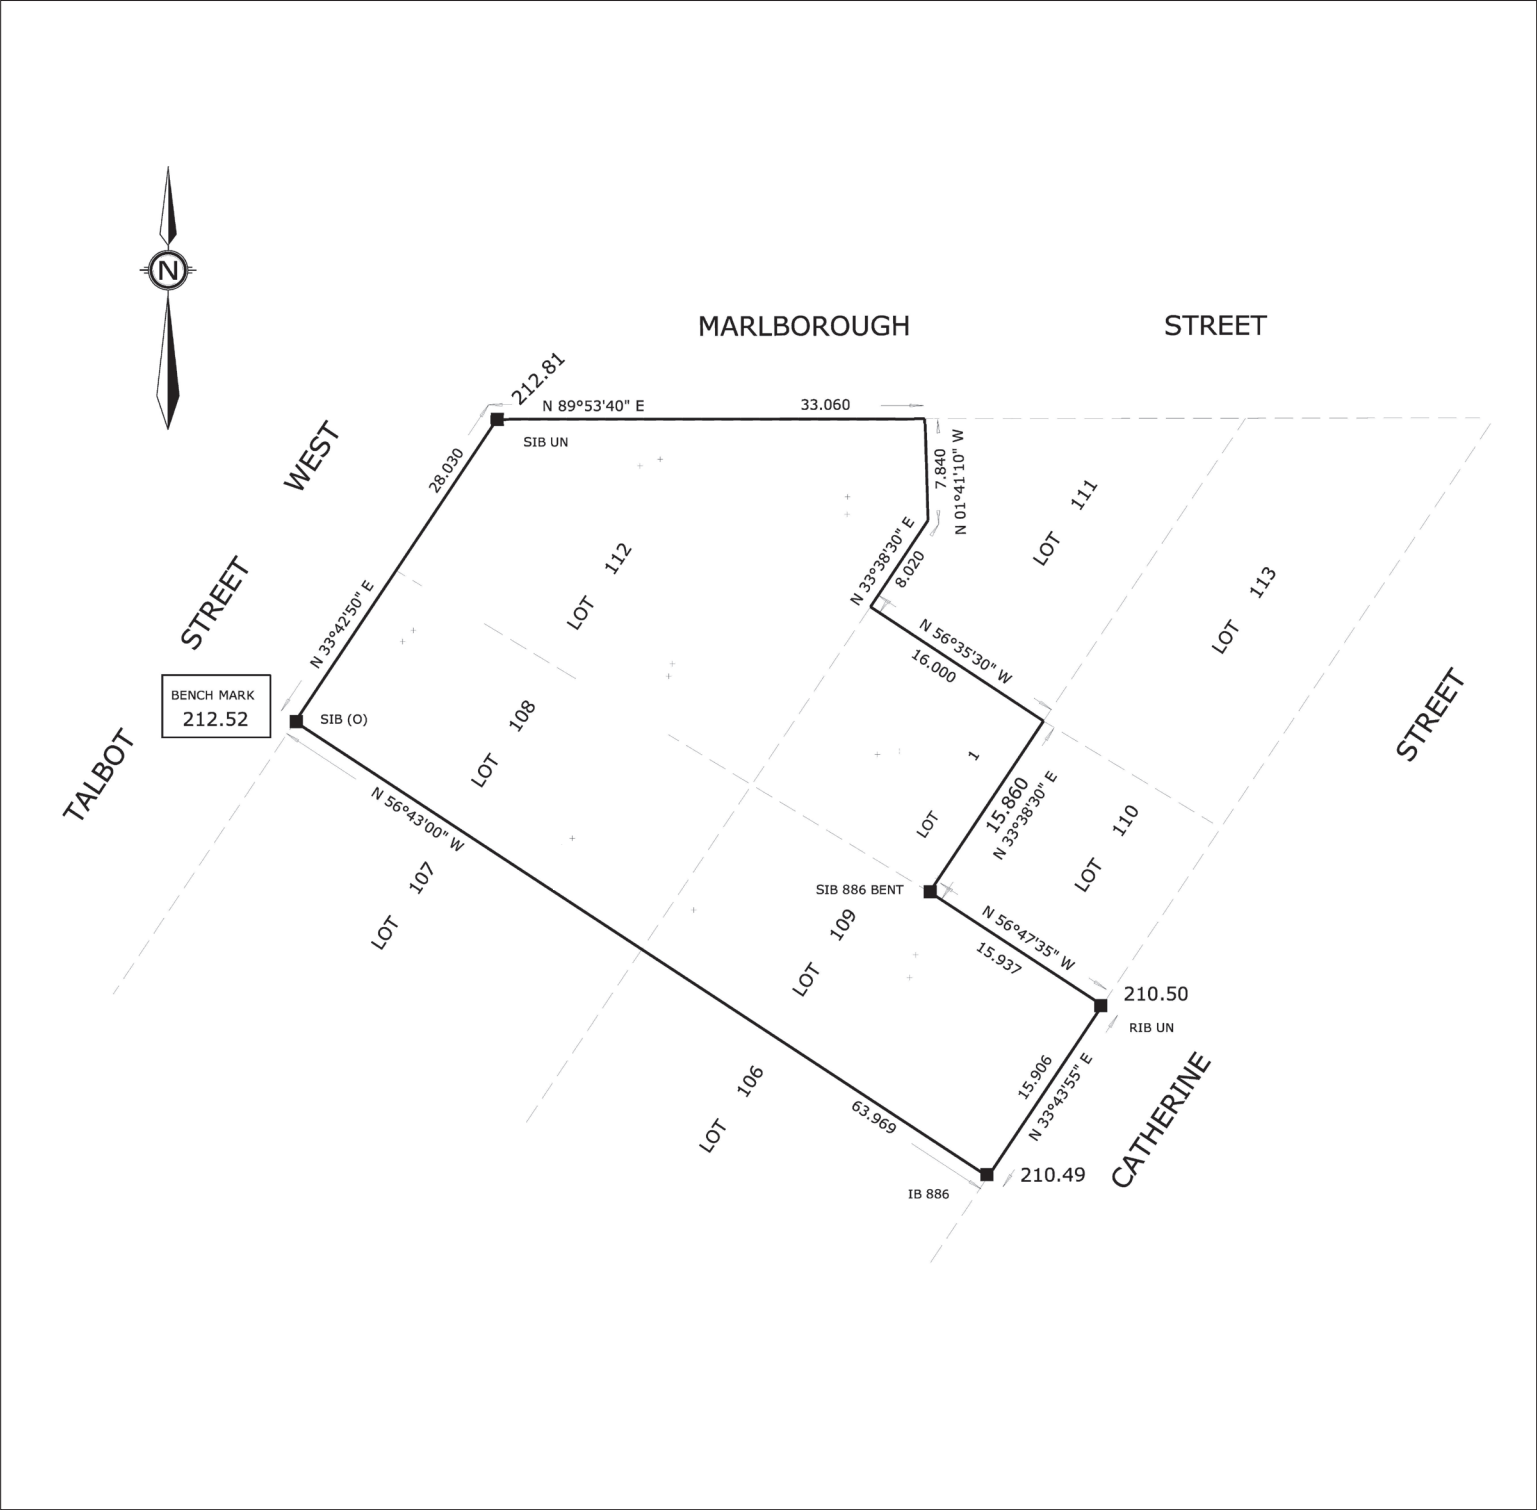 N
MARLBOROUGH STREET
TALBOT STREET WEST
212.81
N 89°53'40" E 33.060
SIB UN
28.030
N 33°42'50" E
7.840
N 01°41'10" W
N 33°38'30" E
8.020
N 56°35'30" W
16.000
LOT 111
LOT 112
LOT 113
BENCH MARK
212.52
SIB (O)
LOT 108
LOT 1
15.860
N 33°38'30" E
LOT 110
N 56°43'00" W
LOT 107
SIB 886 BENT
LOT 109
N 56°47'35" W
15.937
210.50
RIB UN
15.906
N 33°43'55" E
LOT 106
63.969
IB 886
210.49
CATHERINE STREET